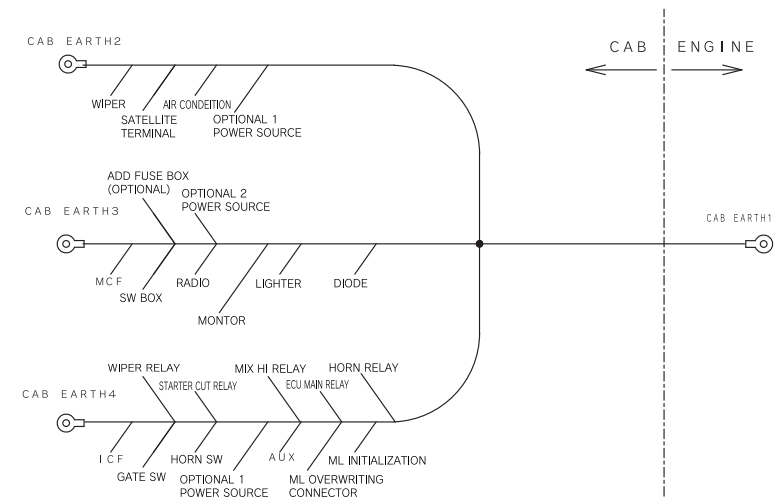 CAB EARTH2
CAB ENGINE
WIPER
SATELLITE
TERMINAL
AIR CONDEITION
OPTIONAL 1
POWER SOURCE
ADD FUSE BOX
(OPTIONAL)
OPTIONAL 2
POWER SOURCE
CAB EARTH3
CAB EARTH1
MCF
SW BOX
RADIO
MONTOR
LIGHTER
DIODE
WIPER RELAY
STARTER CUT RELAY
MIX HI RELAY
ECU MAIN RELAY
HORN RELAY
CAB EARTH4
ICF
GATE SW
HORN SW
OPTIONAL 1
POWER SOURCE
AUX
ML OVERWRITING
CONNECTOR
ML INITIALIZATION